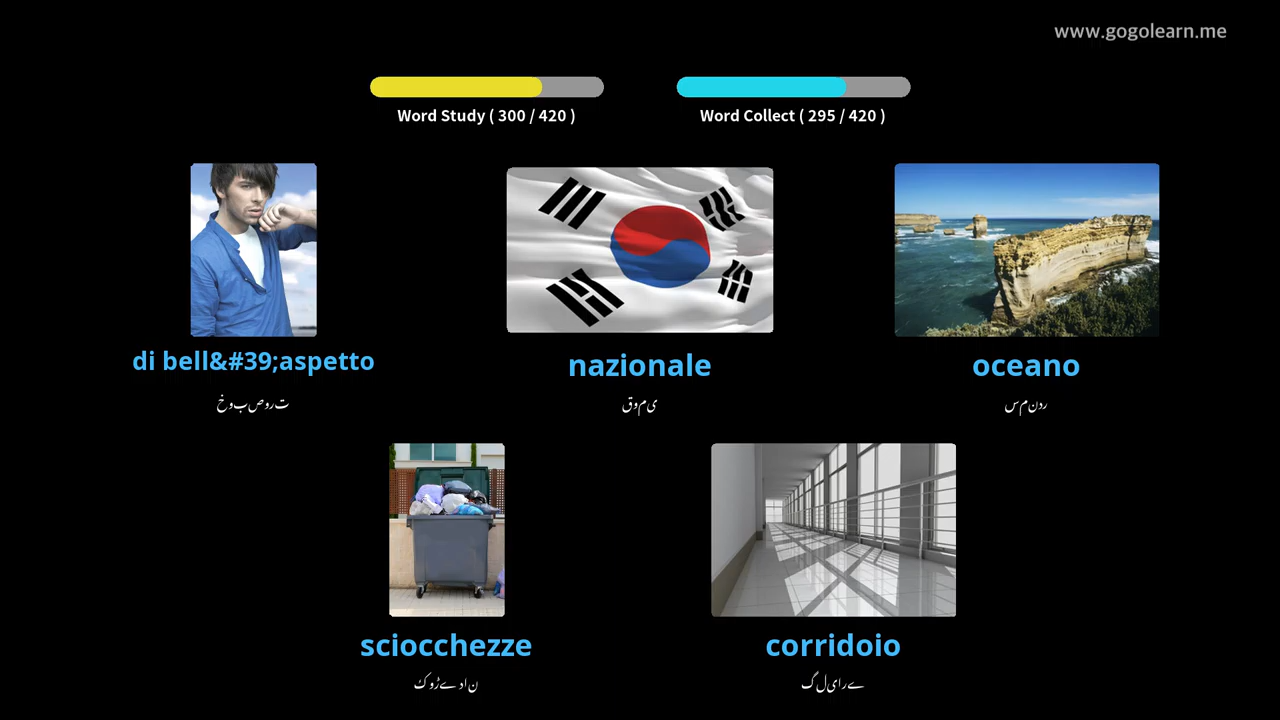 www.gogolearn.me
Word Study ( 300 / 420 )
Word Collect ( 295 / 420 )
di bell&#39;aspetto
nazionale
oceano
خوبصورت
قومی
سمندر
sciocchezze
corridoio
کوڑے دان
گلیارے